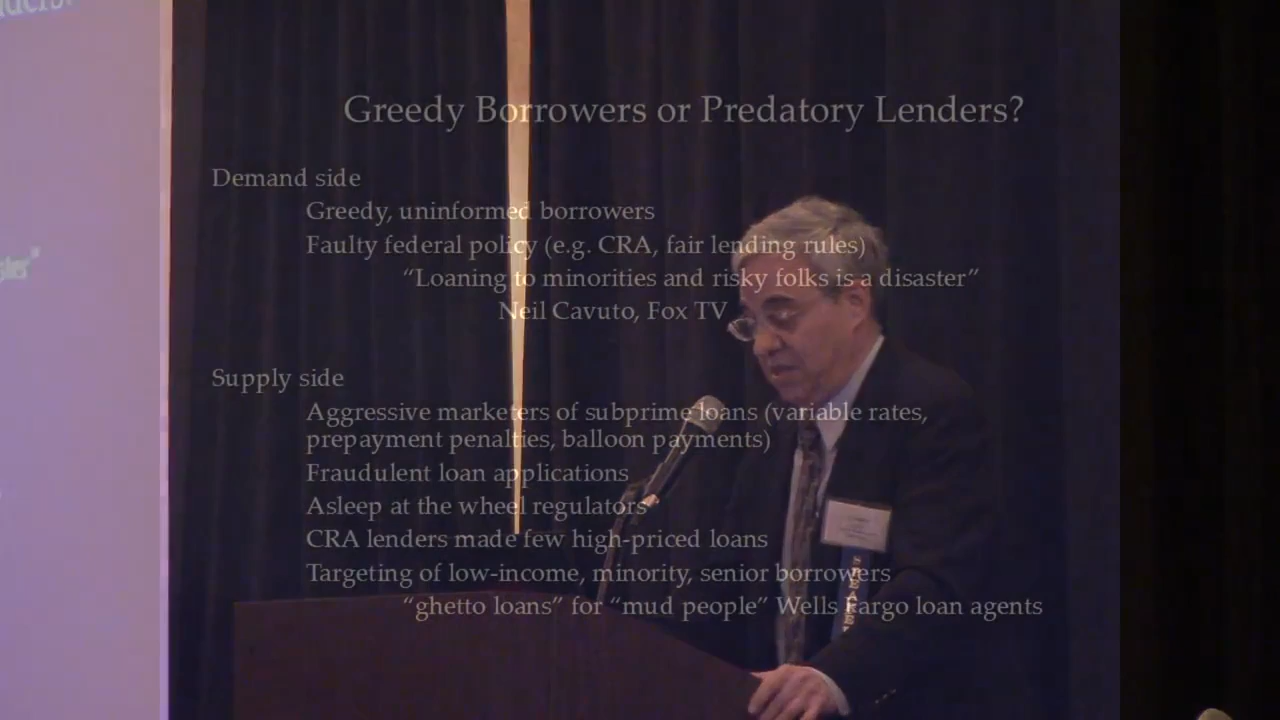 Greedy Borrowers or Predatory Lenders?
Demand side
Greedy, uninformed borrowers
Faulty federal policy (e.g. CRA, fair lending rules)
“Loaning to minorities and risky folks is a disaster”
Neil Cavuto, Fox TV
Supply side
Aggressive marketers of subprime loans (variable rates,
prepayment penalties, balloon payments)
Fraudulent loan applications
Asleep at the wheel regulators
CRA lenders made few high-priced loans
Targeting of low-income, minority, senior borrowers
“ghetto loans” for “mud people” Wells Fargo loan agents
SPEAKER